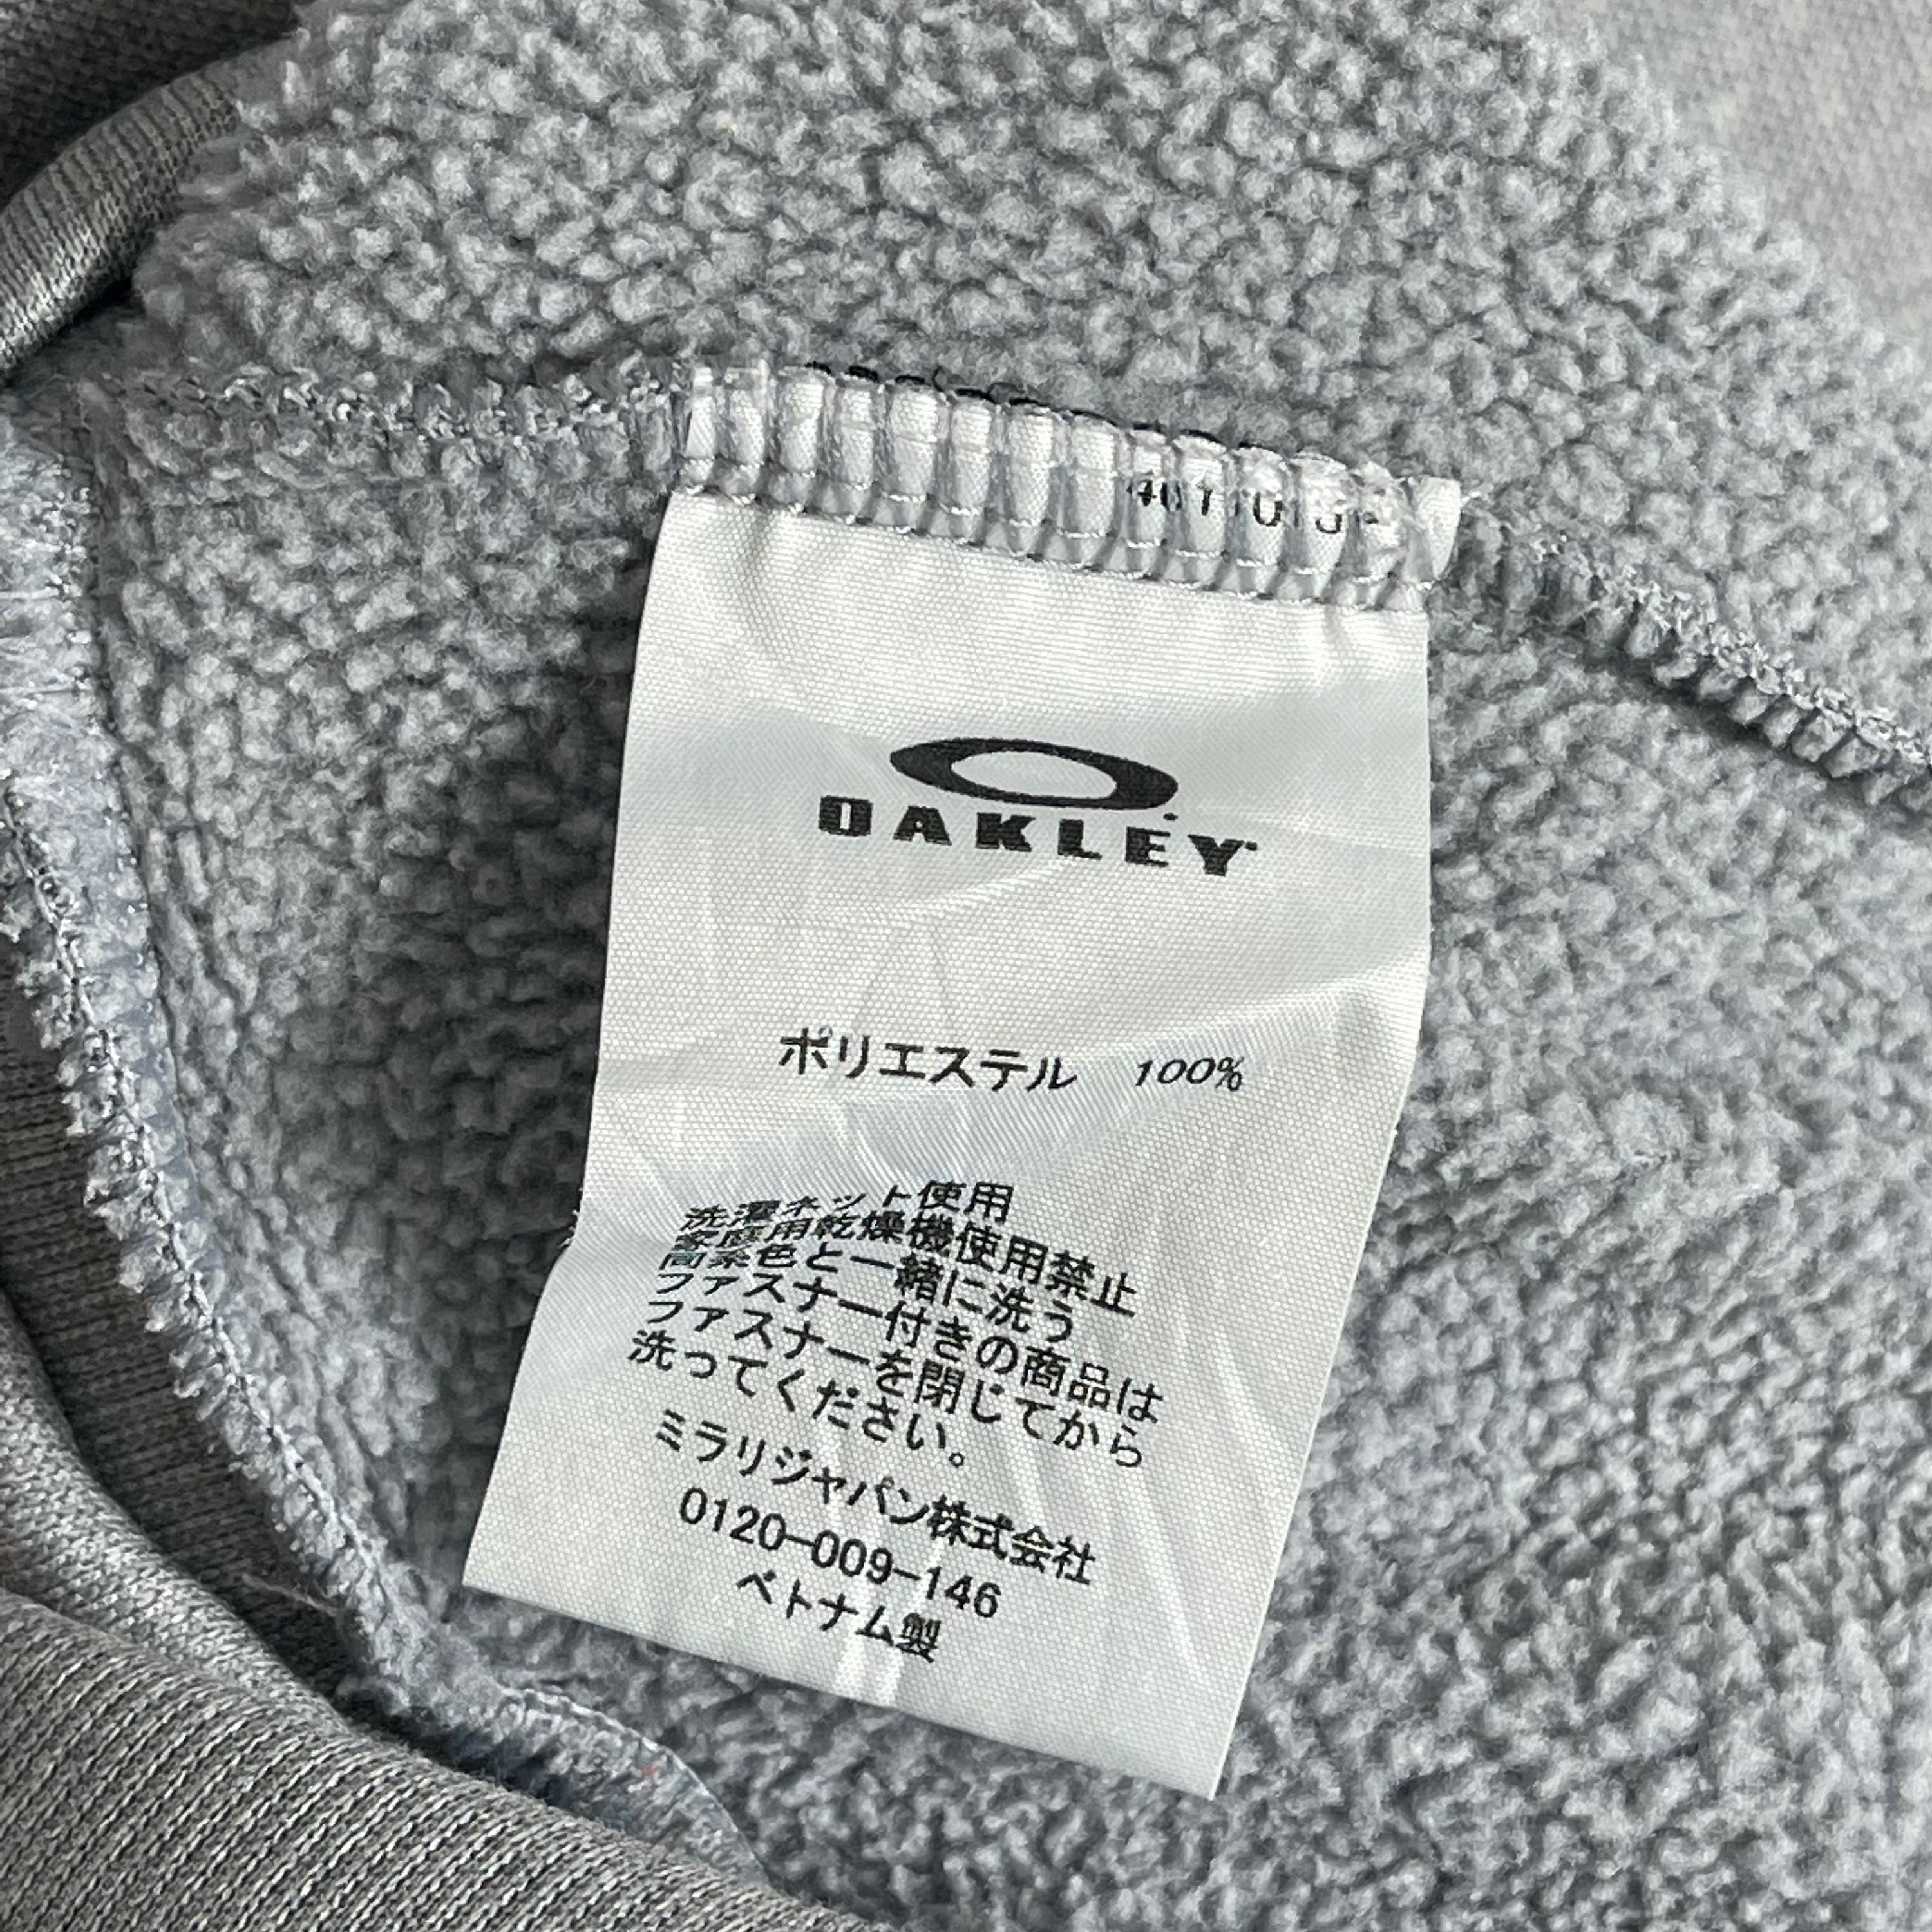 OAKLEY
ポリエステル 100%
洗濯ネット使用
家庭用乾燥機使用禁止
同系色と一緒に洗う
ファスナー付きの商品は
ファスナーを閉じてから
洗ってください。
ミラリジャパン株式会社
0120-009-146
ベトナム製